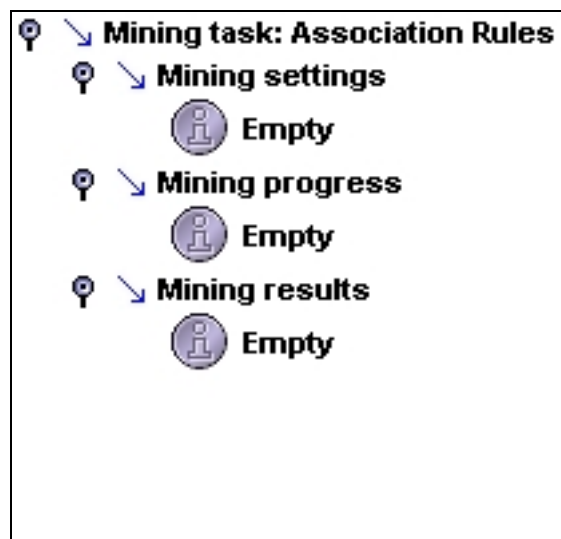 Mining task: Association Rules
Mining settings
Empty
Mining progress
Empty
Mining results
Empty